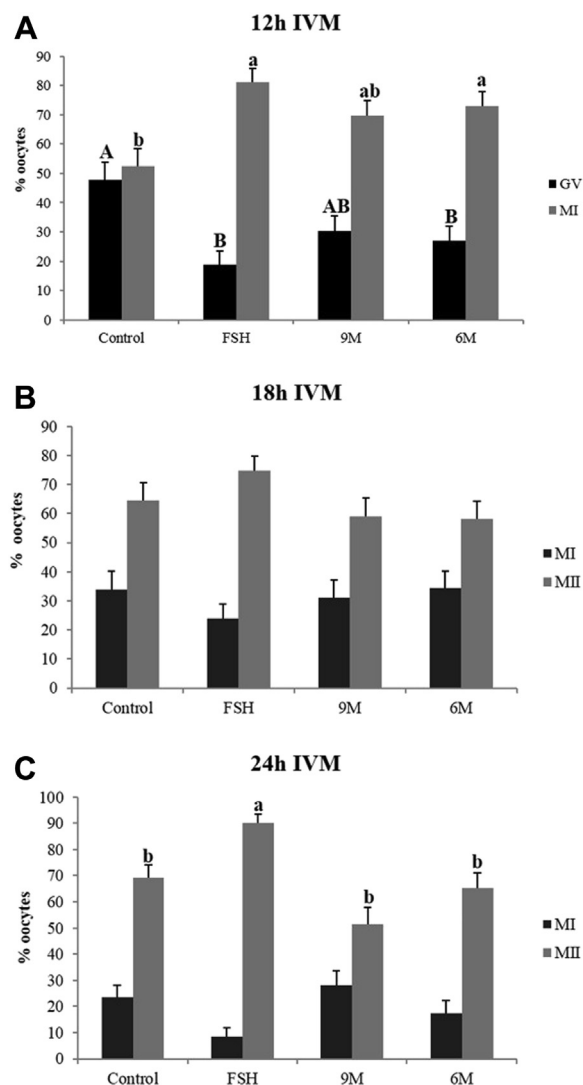 A
12h IVM
90
80
70
60
50
40
30
20
10
0
% oocytes
A
b
B
a
AB
ab
B
a
GV
MI
Control FSH 9M 6M
B
18h IVM
90
80
70
60
50
40
30
20
10
0
% oocytes
MI
MII
Control FSH 9M 6M
C
24h IVM
100
90
80
70
60
50
40
30
20
10
0
% oocytes
b
a
b
b
MI
MII
Control FSH 9M 6M